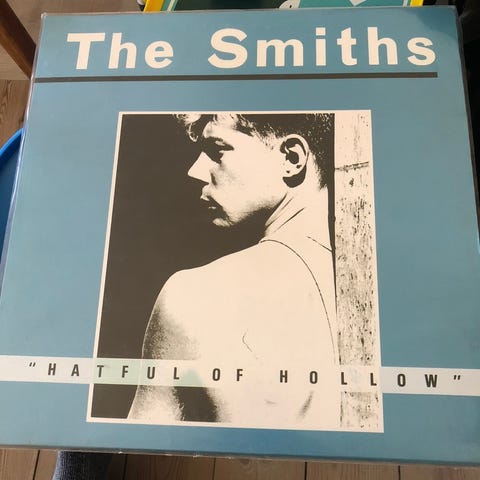 The Smiths
"HATFUL OF HOLLOW"